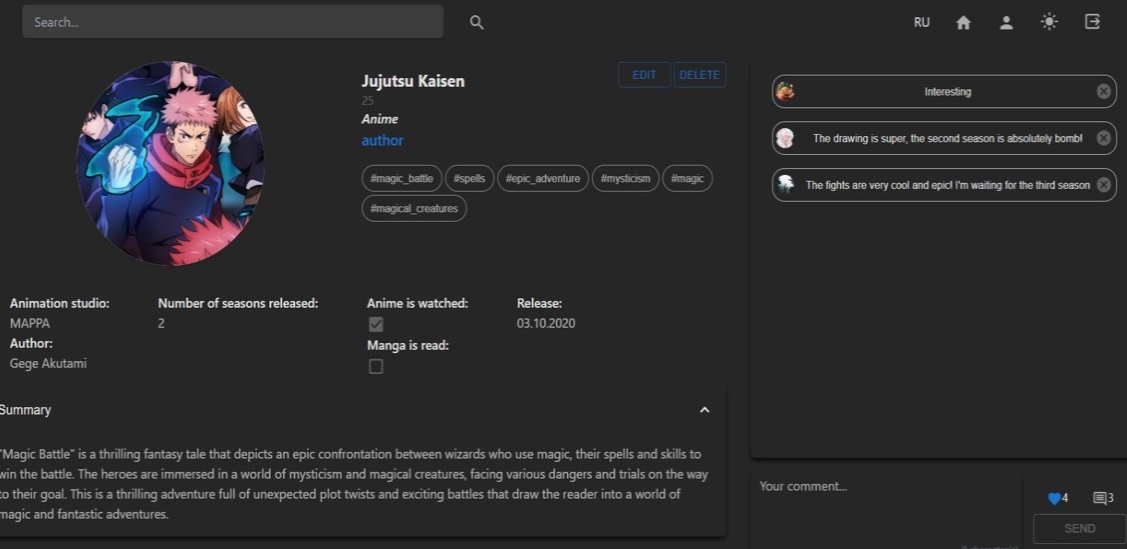 Search...
RU
Jujutsu Kaisen
EDIT
DELETE
25
Anime
author
#magic_battle
#spells
#epic_adventure
#mysticism
#magic
#magical_creatures
Interesting
The drawing is super, the second season is absolutely bomb!
The fights are very cool and epic! I'm waiting for the third season
Animation studio:
MAPPA
Author:
Gege Akutami
Number of seasons released:
2
Anime is watched:
Manga is read:
Release:
03.10.2020
Summary
"Magic Battle" is a thrilling fantasy tale that depicts an epic confrontation between wizards who use magic, their spells and skills to
win the battle. The heroes are immersed in a world of mysticism and magical creatures, facing various dangers and trials on the way
to their goal. This is a thrilling adventure full of unexpected plot twists and exciting battles that draw the reader into a world of
magic and fantastic adventures.
Your comment...
4
3
SEND